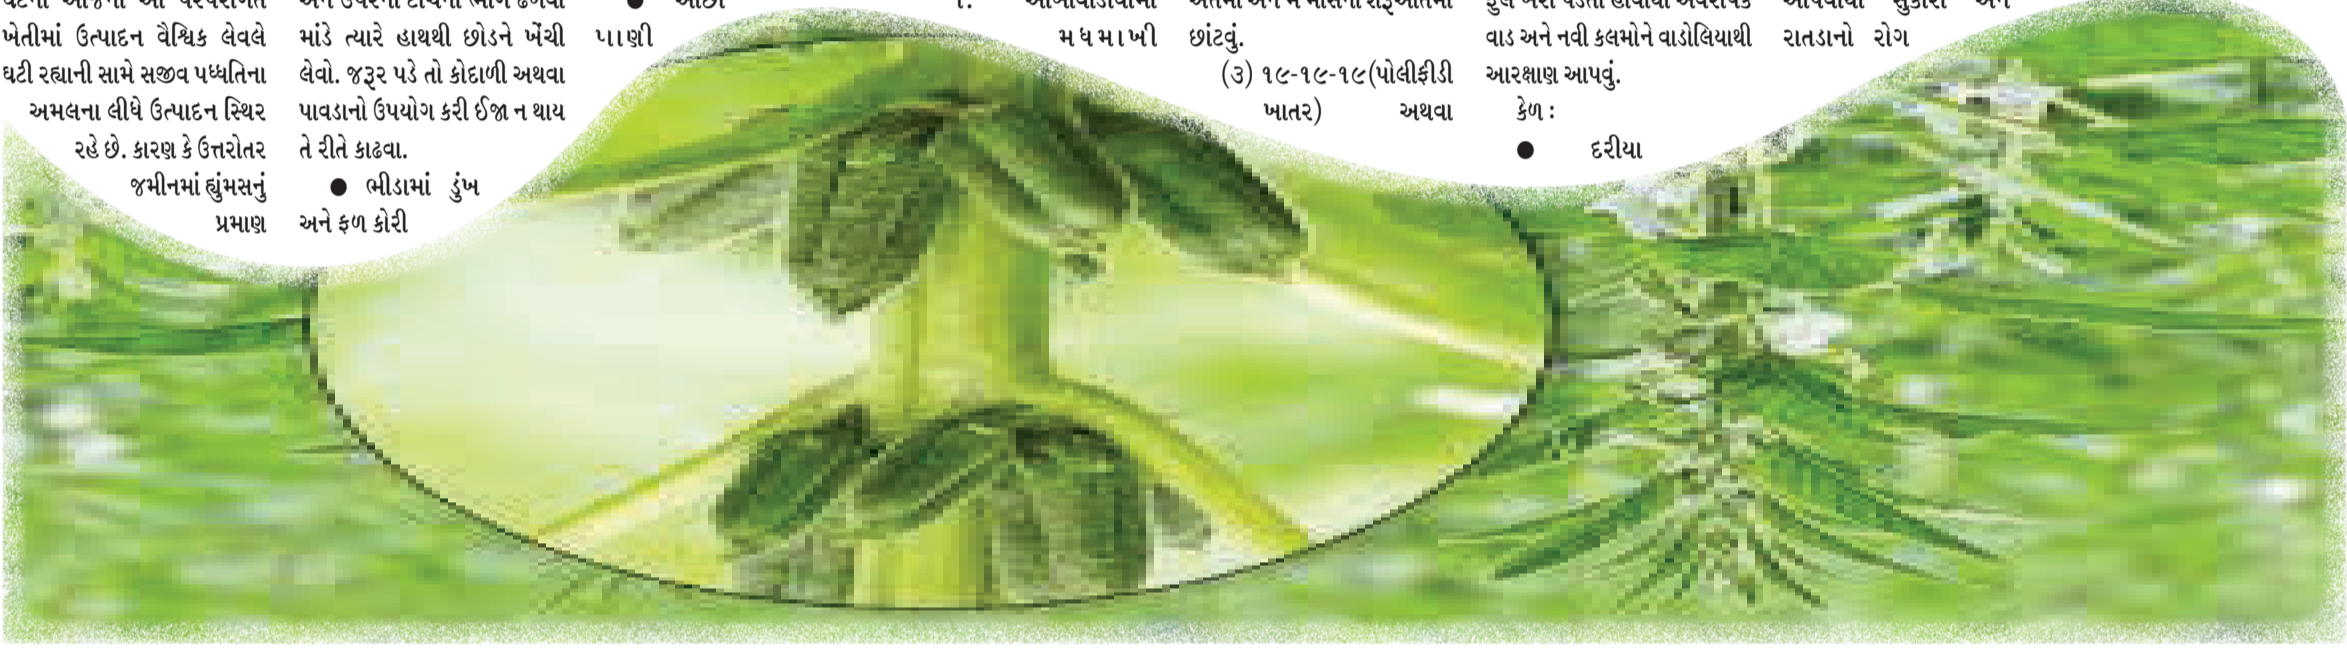 ખેતીમાં ઉત્પાદન વૈશ્વિક લેવલે
ઘટી રહ્યાની સામે સજીવ પધ્ધતિના
અમલના લીધે ઉત્પાદન સ્થિર
રહે છે. કારણ કે ઉત્તરોતર
જમીનમાં હ્યુંમસનું
પ્રમાણ
માંડે ત્યારે હાથથી છોડને ખેંચી
લેવો. જરૂર પડે તો કોદાળી અથવા
પાવડાનો ઉપયોગ કરી ઈજા ન થાય
તે રીતે કાઢવા.
● ભીડામાં ડુંખ
અને ફળ કોરી
પાણી
મધમાખી
છાંટવું.
(૩) ૧૯-૧૯-૧૯(પોલીફીડી
ખાતર) અથવા
વાડ અને નવી કલમોને વાડોલિયાથી
આરક્ષાણ આપવું.
કેળ :
● દરીયા
રાતડાનો રોગ